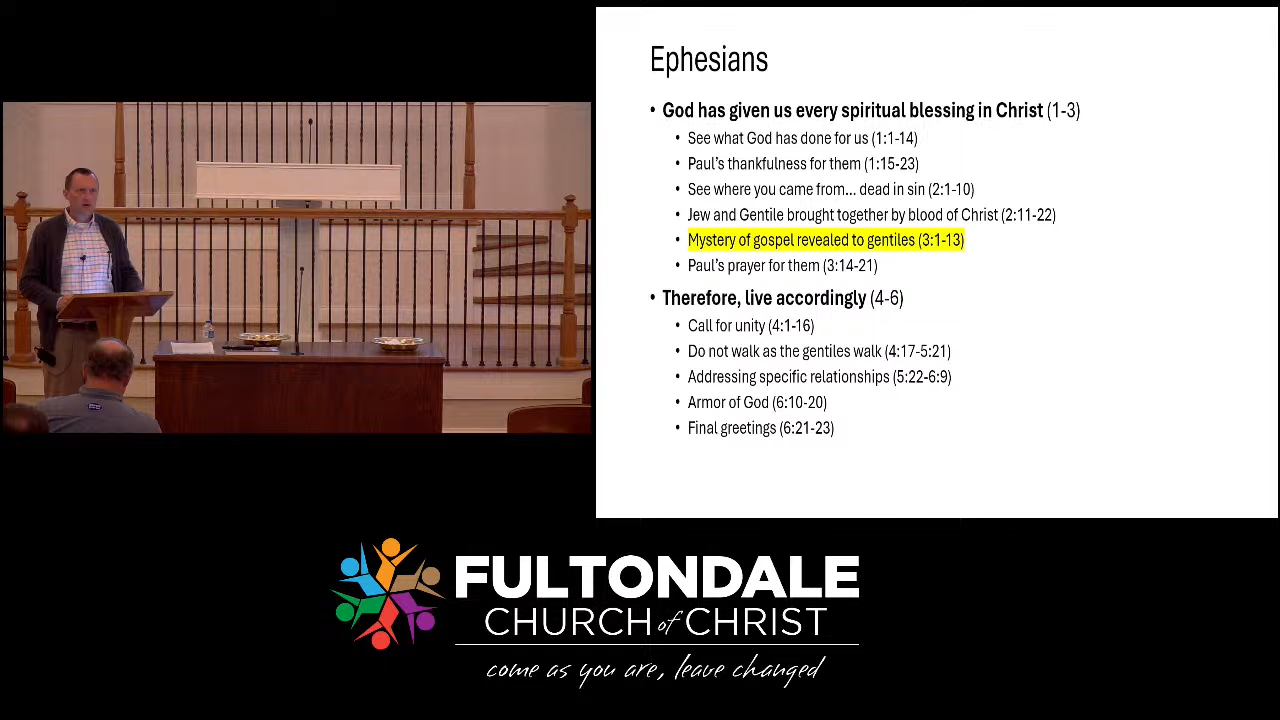 Ephesians
• God has given us every spiritual blessing in Christ (1-3)
• See what God has done for us (1:1-14)
• Paul's thankfulness for them (1:15-23)
• See where you came from... dead in sin (2:1-10)
• Jew and Gentile brought together by blood of Christ (2:11-22)
• Mystery of gospel revealed to gentiles (3:1-13)
• Paul's prayer for them (3:14-21)
• Therefore, live accordingly (4-6)
• Call for unity (4:1-16)
• Do not walk as the gentiles walk (4:17-5:21)
• Addressing specific relationships (5:22-6:9)
• Armor of God (6:10-20)
• Final greetings (6:21-23)
FULTONDALE
CHURCH of CHRIST
come as you are, leave changed